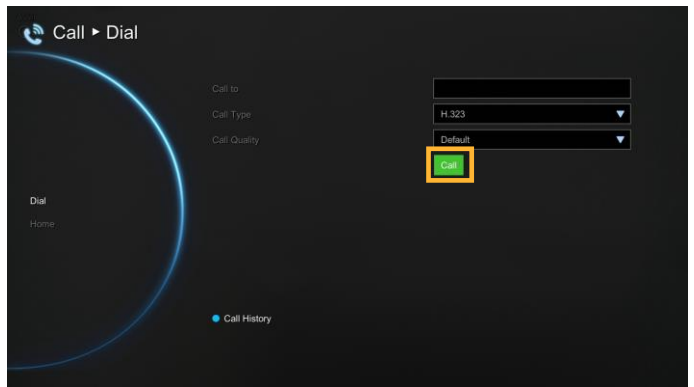 Call ▸ Dial
Call to
Call Type H.323
Call Quality Default
Call
Dial
Home
Call History